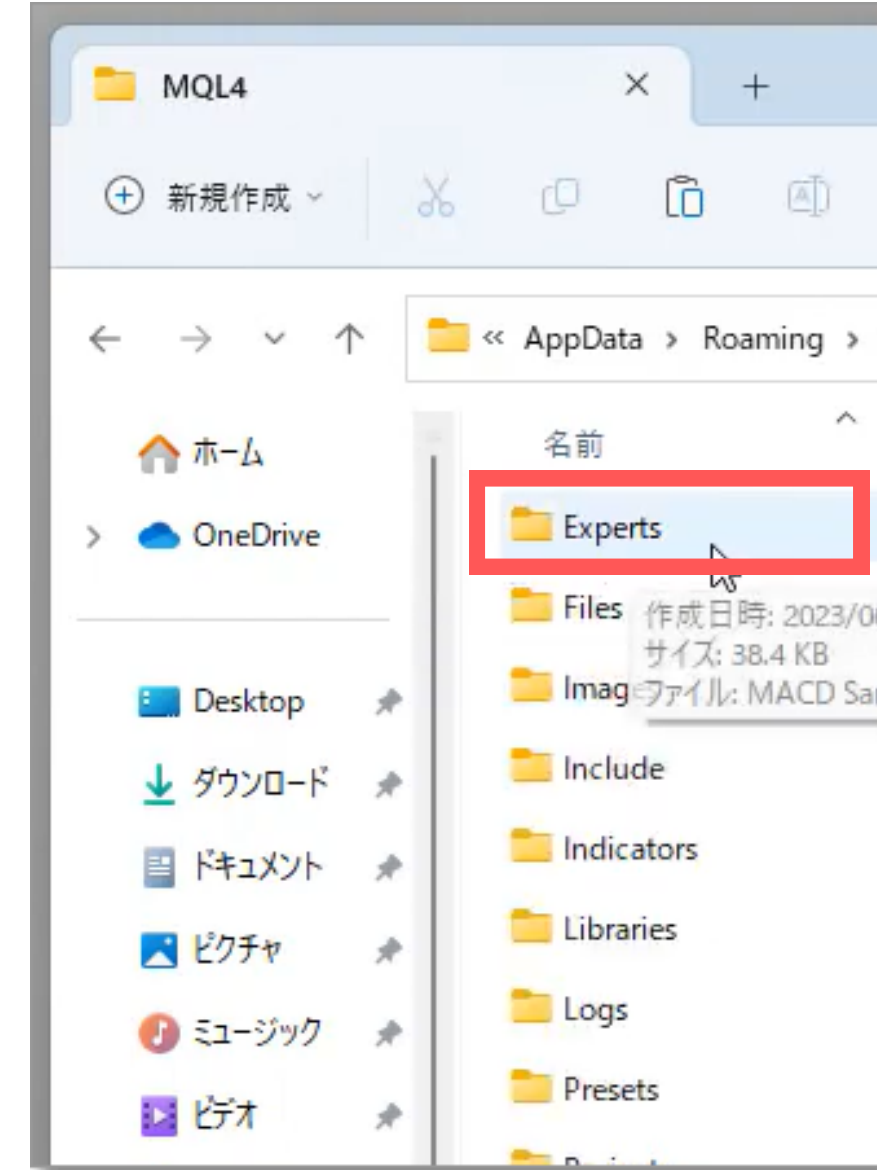 MQL4
新規作成
AppData > Roaming >
名前
ホーム
OneDrive
Desktop
ダウンロード
ドキュメント
ピクチャ
ミュージック
ビデオ
Experts
Files
作成日時: 2023/0
サイズ: 38.4 KB
ファイル: MACD Sa
Imag
Include
Indicators
Libraries
Logs
Presets